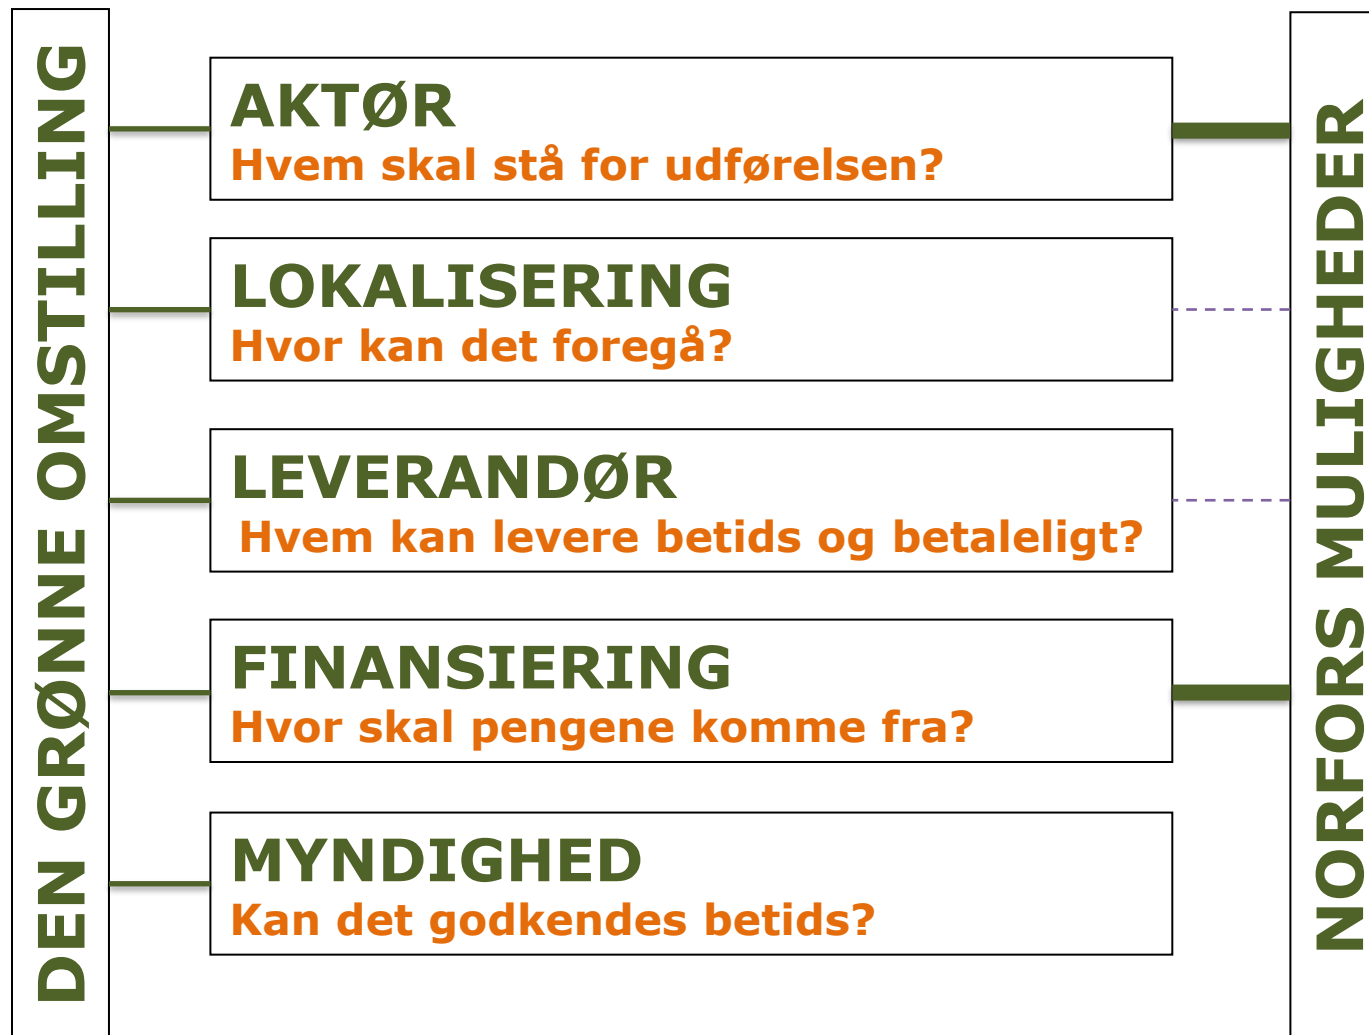 DEN GRØNNE OMSTILLING
AKTØR
Hvem skal stå for udførelsen?
LOKALISERING
Hvor kan det foregå?
LEVERANDØR
Hvem kan levere betids og betaleligt?
FINANSIERING
Hvor skal pengene komme fra?
MYNDIGHED
Kan det godkendes betids?
NORFORS MULIGHEDER